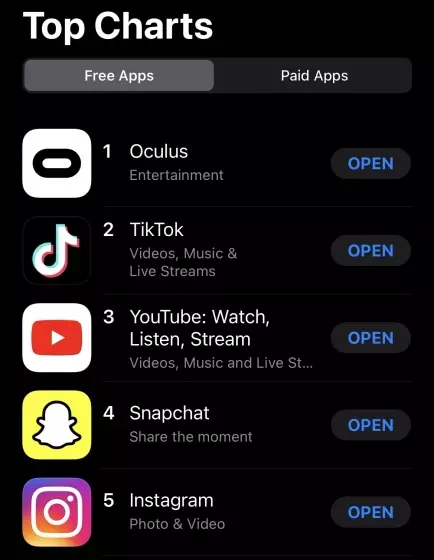 Top Charts
Free Apps Paid Apps
1 Oculus
Entertainment
OPEN
2 TikTok
Videos, Music &
Live Streams
OPEN
3 YouTube: Watch,
Listen, Stream
Videos, Music and Live St...
OPEN
4 Snapchat
Share the moment
OPEN
5 Instagram
Photo & Video
OPEN